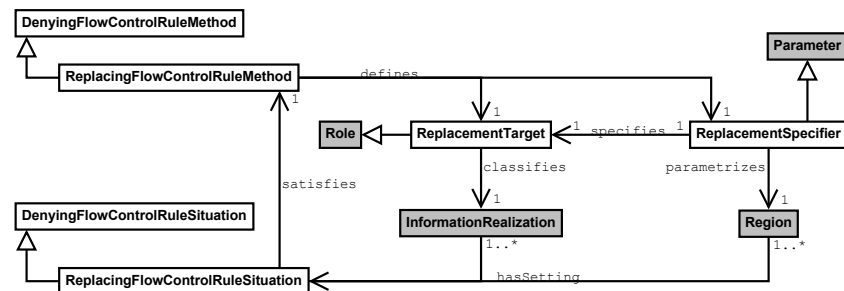 DenyingFlowControlRuleMethod
Parameter
ReplacingFlowControlRuleMethod
defines
1
1
1
Role
ReplacementTarget
1
specifies
1
ReplacementSpecifier
classifies
parametrizes
satisfies
1
1
DenyingFlowControlRuleSituation
InformationRealization
Region
1..*
1..*
ReplacingFlowControlRuleSituation
hasSetting